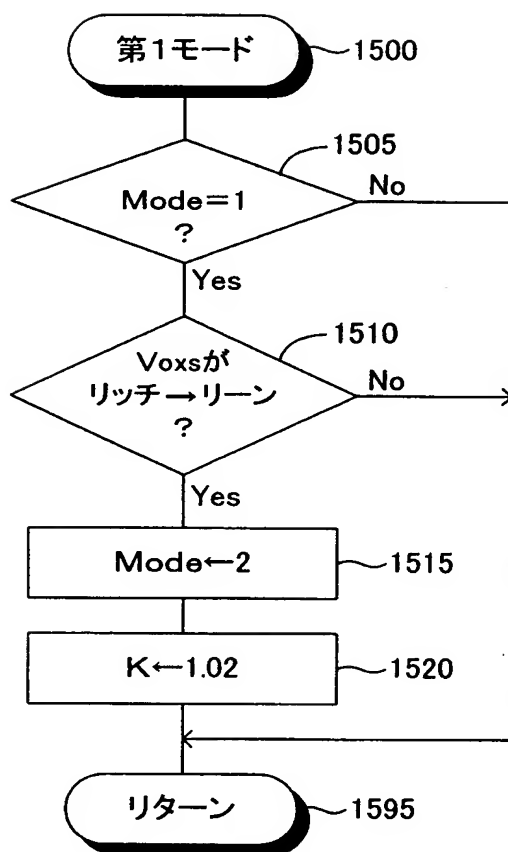 第1モード
1500
1505
Mode=1
?
No
Yes
1510
Voxsが
リッチ→リーン
?
No
Yes
Mode←2
1515
K←1.02
1520
リターン
1595